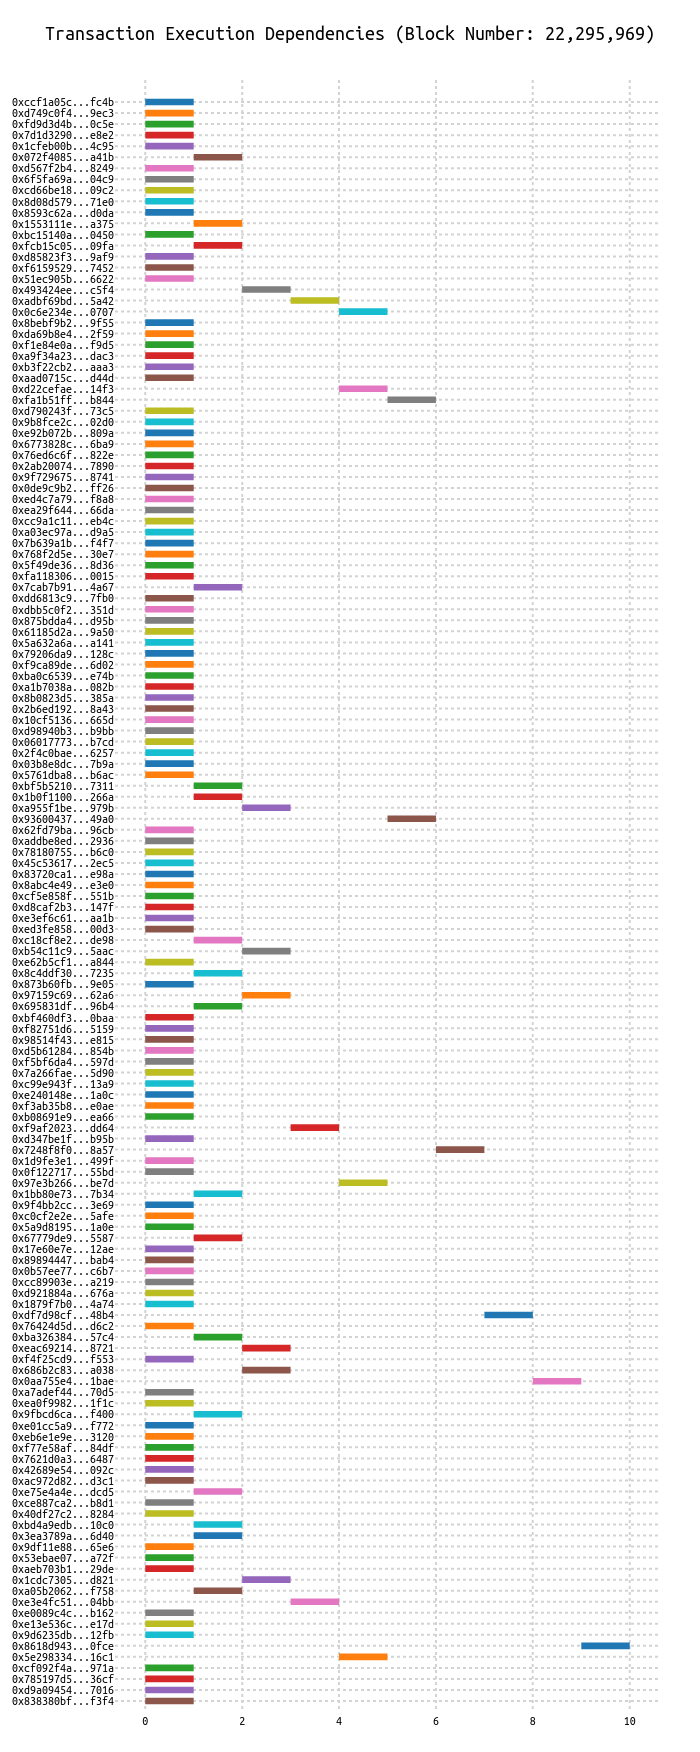 Transaction Execution Dependencies (Block Number: 22,295,969)
0xccf1a05c...fc4b
0xd749c0f4...9ec3
0xfd9d3d4b...0c5e
0x7d1d3290...e8e2
0x1cfeb00b...4c95
0x072f4085...a41b
0xd567f2b4...8249
0x6f5fa69a...04c9
0xcd66be18...09c2
0x8d08d579...71e0
0x8593c62a...d0da
0x1553111e...a375
0xbc15140a...0450
0xfcb15c05...09fa
0xd85823f3...9af9
0xf6159529...7452
0x51ec905b...6622
0x493424ee...c5f4
0xadbf69bd...5a42
0x0c6e234e...0707
0x8bebf9b2...9f55
0xda69b8e4...2f59
0xf1e84e0a...f9d5
0xa9f34a23...dac3
0xb3f22cb2...aaa3
0xaad0715c...d44d
0xd22cefae...14f3
0xfa1b51ff...b844
0xd790243f...73c5
0x9b8fce2c...02d0
0xe92b072b...809a
0x6773828c...6ba9
0x76ed6c6f...822e
0x2ab20074...7890
0x9f729675...8741
0x0de9c9b2...ff26
0xed4c7a79...f8a8
0xea29f644...66da
0xcc9a1c11...eb4c
0xa03ec97a...d9a5
0x7b639a1b...f4f7
0x768f2d5e...30e7
0x5f49de36...8d36
0xfa118306...0015
0x7cab7b91...4a67
0xdd6813c9...7fb0
0xdbb5c0f2...351d
0x875bdda4...d95b
0x61185d2a...9a50
0x5a632a6a...a141
0x79206da9...128c
0xf9ca89de...6d02
0xba0c6539...e74b
0xa1b7038a...082b
0x8b0823d5...385a
0x2b6ed192...8a43
0x10cf5136...665d
0xd98940b3...b9bb
0x06017773...b7cd
0x2f4c0bae...6257
0x03b8e8dc...7b9a
0x5761dba8...b6ac
0xbf5b5210...7311
0x1b0f1100...266a
0xa955f1be...979b
0x93600437...49a0
0x62fd79ba...96cb
0xaddbe8ed...2936
0x78180755...b6c0
0x45c53617...2ec5
0x83720ca1...e98a
0x8abc4e49...e3e0
0xcf5e858f...551b
0xd8caf2b3...147f
0xe3ef6c61...aa1b
0xed3fe858...00d3
0xc18cf8e2...de98
0xb54c11c9...5aac
0xe62b5cf1...a844
0x8c4ddf30...7235
0x873b60fb...9e05
0x97159c69...62a6
0x695831df...96b4
0xbf460df3...0baa
0xf82751d6...5159
0x98514f43...e815
0xd5b61284...854b
0xf5bf6da4...597d
0x7a266fae...5d90
0xc99e943f...13a9
0xe240148e...1a0c
0xf3ab35b8...e0ae
0xb08691e9...ea66
0xf9af2023...dd64
0xd347be1f...b95b
0x7248f8f0...8a57
0x1d9fe3e1...499f
0x0f122717...55bd
0x97e3b266...be7d
0x1bb80e73...7b34
0x9f4bb2cc...3e69
0xc0cf2e2e...5afe
0x5a9d8195...1a0e
0x67779de9...5587
0x17e60e7e...12ae
0x89894447...bab4
0x0b57ee77...c6b7
0xcc89903e...a219
0xd921884a...676a
0x1879f7b0...4a74
0xdf7d98cf...48b4
0x76424d5d...d6c2
0xba326384...57c4
0xeac69214...8721
0xf4f25cd9...f553
0x686b2c83...a038
0x0aa755e4...1bae
0xa7adef44...70d5
0xea0f9982...1f1c
0x9fbcd6ca...f400
0xe01cc5a9...f772
0xeb6e1e9e...3120
0xf77e58af...84df
0x7621d0a3...6487
0x42689e54...092c
0xac972d82...d3c1
0xe75e4a4e...dcd5
0xce887ca2...b8d1
0x40df27c2...8284
0xbd4a9edb...10c0
0x3ea3789a...6d40
0x9df11e88...65e6
0x53ebae07...a72f
0xaeb703b1...29de
0x1cdc7305...d821
0xa05b2062...f758
0xe3e4fc51...04bb
0xe0089c4c...b162
0xe13e536c...e17d
0x9d6235db...12fb
0x8618d943...0fce
0x5e298334...16c1
0xcf092f4a...971a
0x785197d5...36cf
0xd9a09454...7016
0x838380bf...f3f4
0 2 4 6 8 10